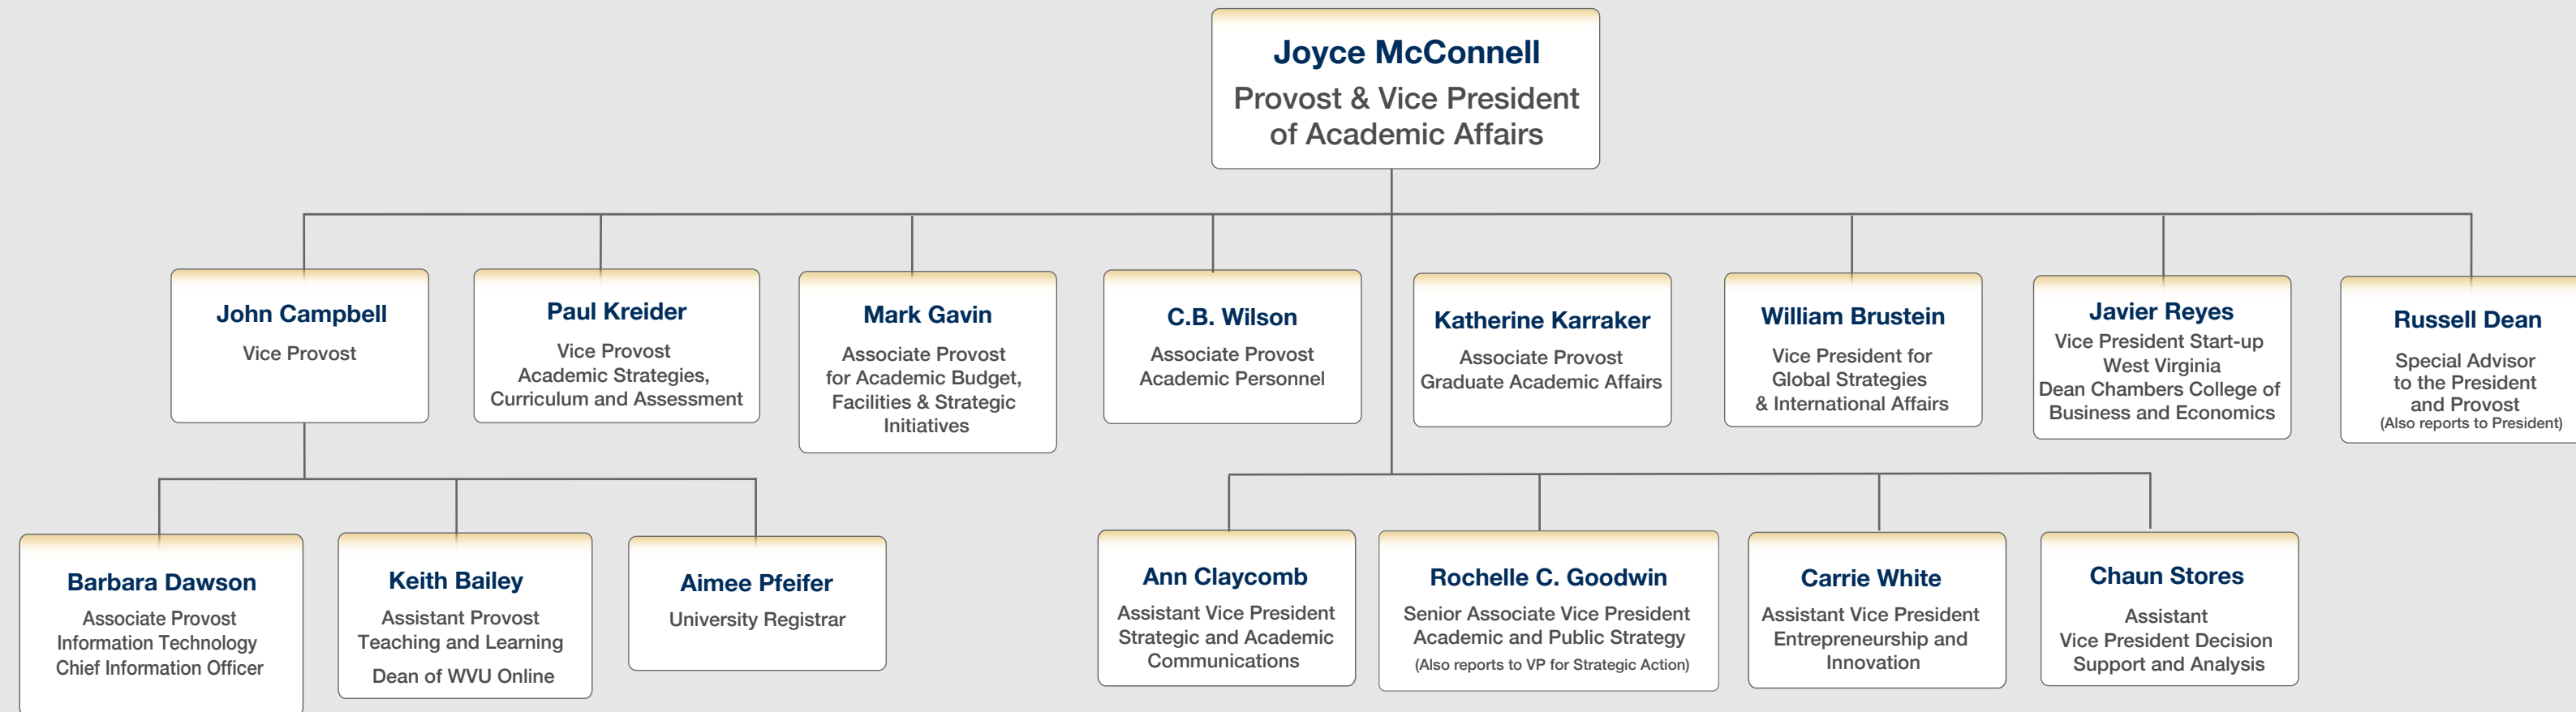 Joyce McConnell
Provost & Vice President
of Academic Affairs
John Campbell
Vice Provost
Paul Kreider
Vice Provost
Academic Strategies,
Curriculum and Assessment
Mark Gavin
Associate Provost
for Academic Budget,
Facilities & Strategic
Initiatives
C.B. Wilson
Associate Provost
Academic Personnel
Katherine Karraker
Associate Provost
Graduate Academic Affairs
William Brustein
Vice President for
Global Strategies
& International Affairs
Javier Reyes
Vice President Start-up
West Virginia
Dean Chambers College of
Business and Economics
Russell Dean
Special Advisor
to the President
and Provost
(Also reports to President)
Barbara Dawson
Associate Provost
Information Technology
Chief Information Officer
Keith Bailey
Assistant Provost
Teaching and Learning
Dean of WVU Online
Aimee Pfeifer
University Registrar
Ann Claycomb
Assistant Vice President
Strategic and Academic
Communications
Rochelle C. Goodwin
Senior Associate Vice President
Academic and Public Strategy
(Also reports to VP for Strategic Action)
Carrie White
Assistant Vice President
Entrepreneurship and
Innovation
Chaun Stores
Assistant
Vice President Decision
Support and Analysis